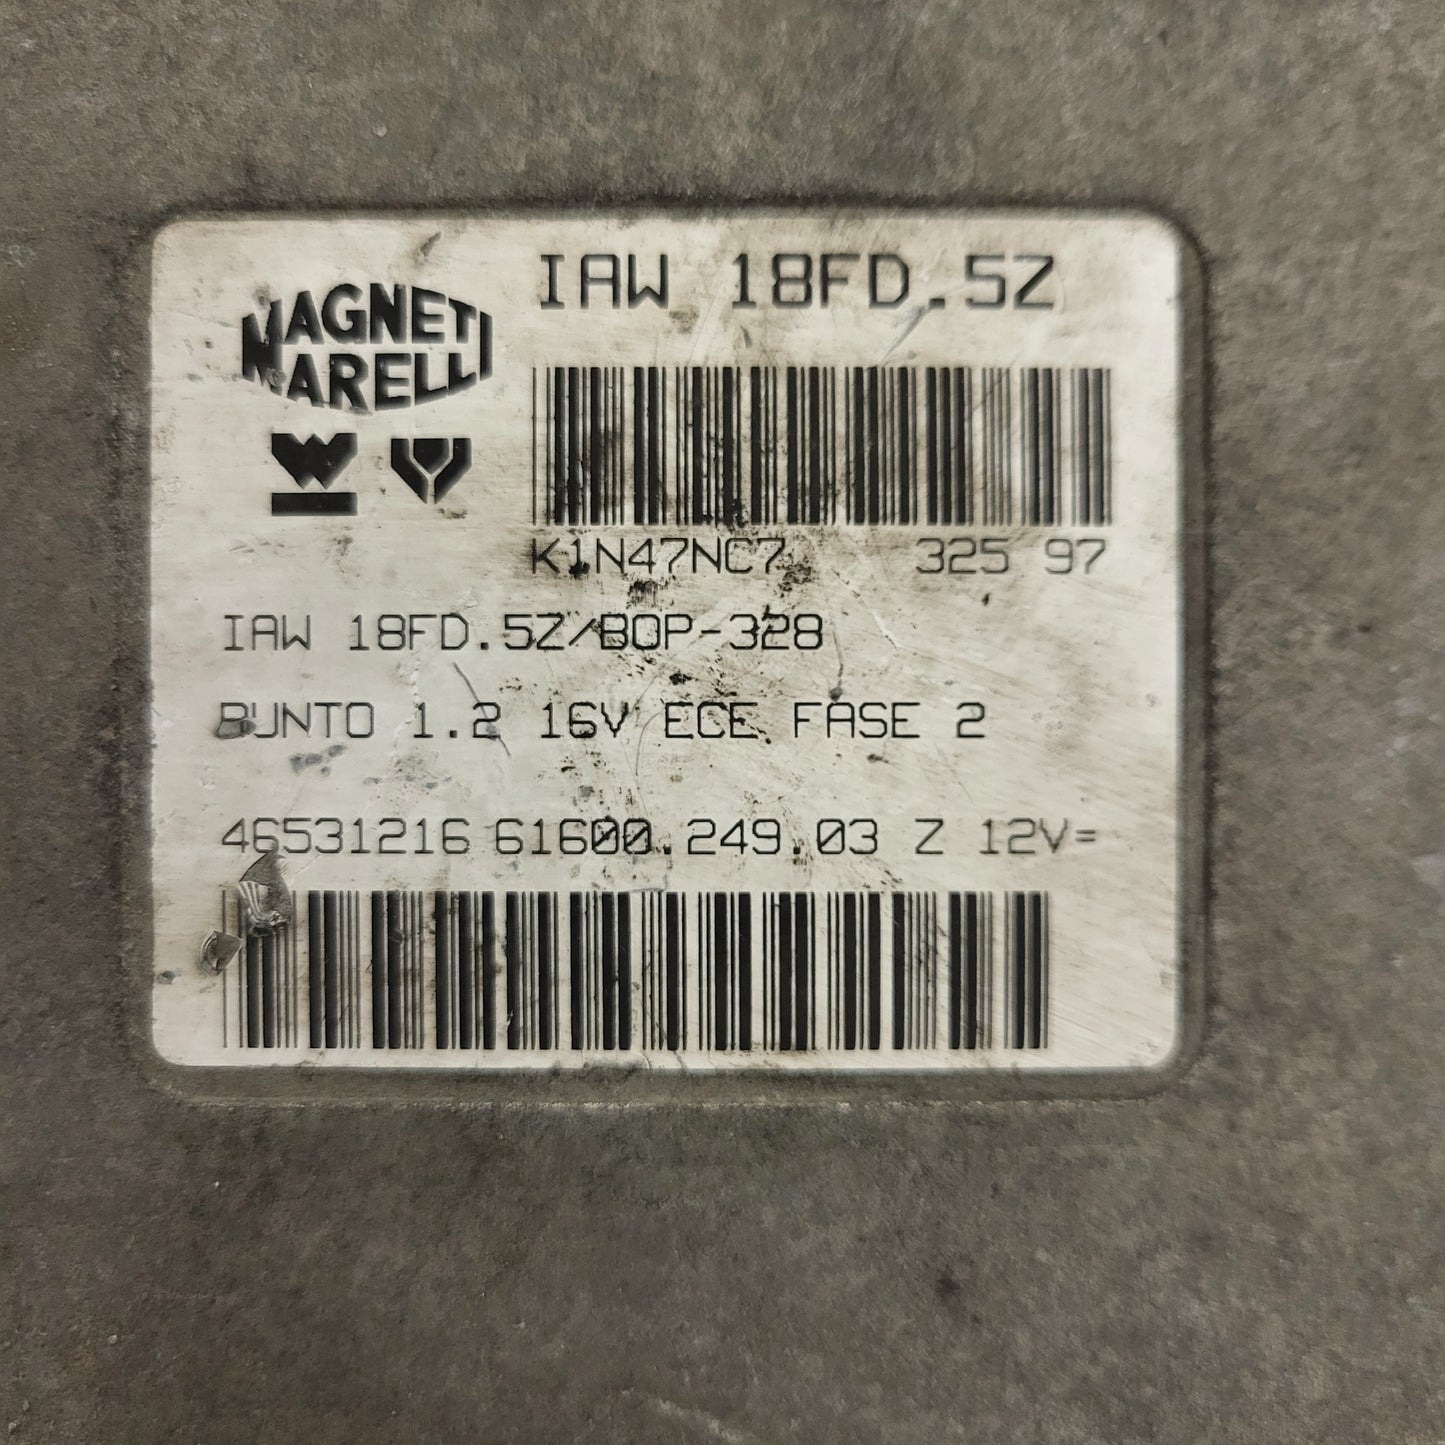 IAW 18FD.5Z
MAGNETI
MARELLI
K1N47NC7 325 97
IAW 18FD.5Z/BOP-328
BUNTO 1.2 16V ECE FASE 2
46531216 61600.249.03 Z 12V=